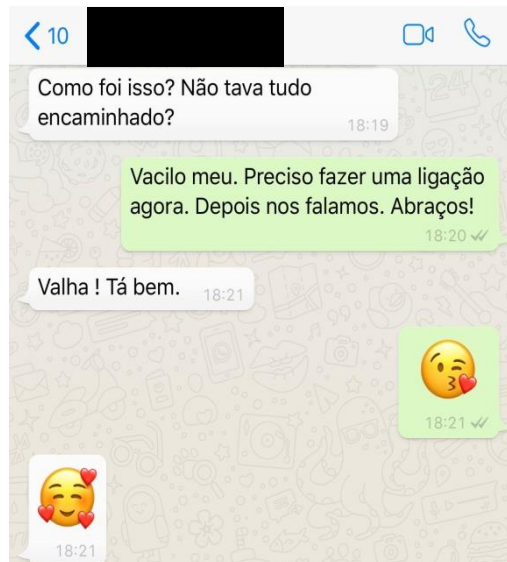 10
Como foi isso? Não tava tudo
encaminhado?
18:19
Vacilo meu. Preciso fazer uma ligação
agora. Depois nos falamos. Abraços!
18:20
Valha ! Tá bem.
18:21
18:21
18:21